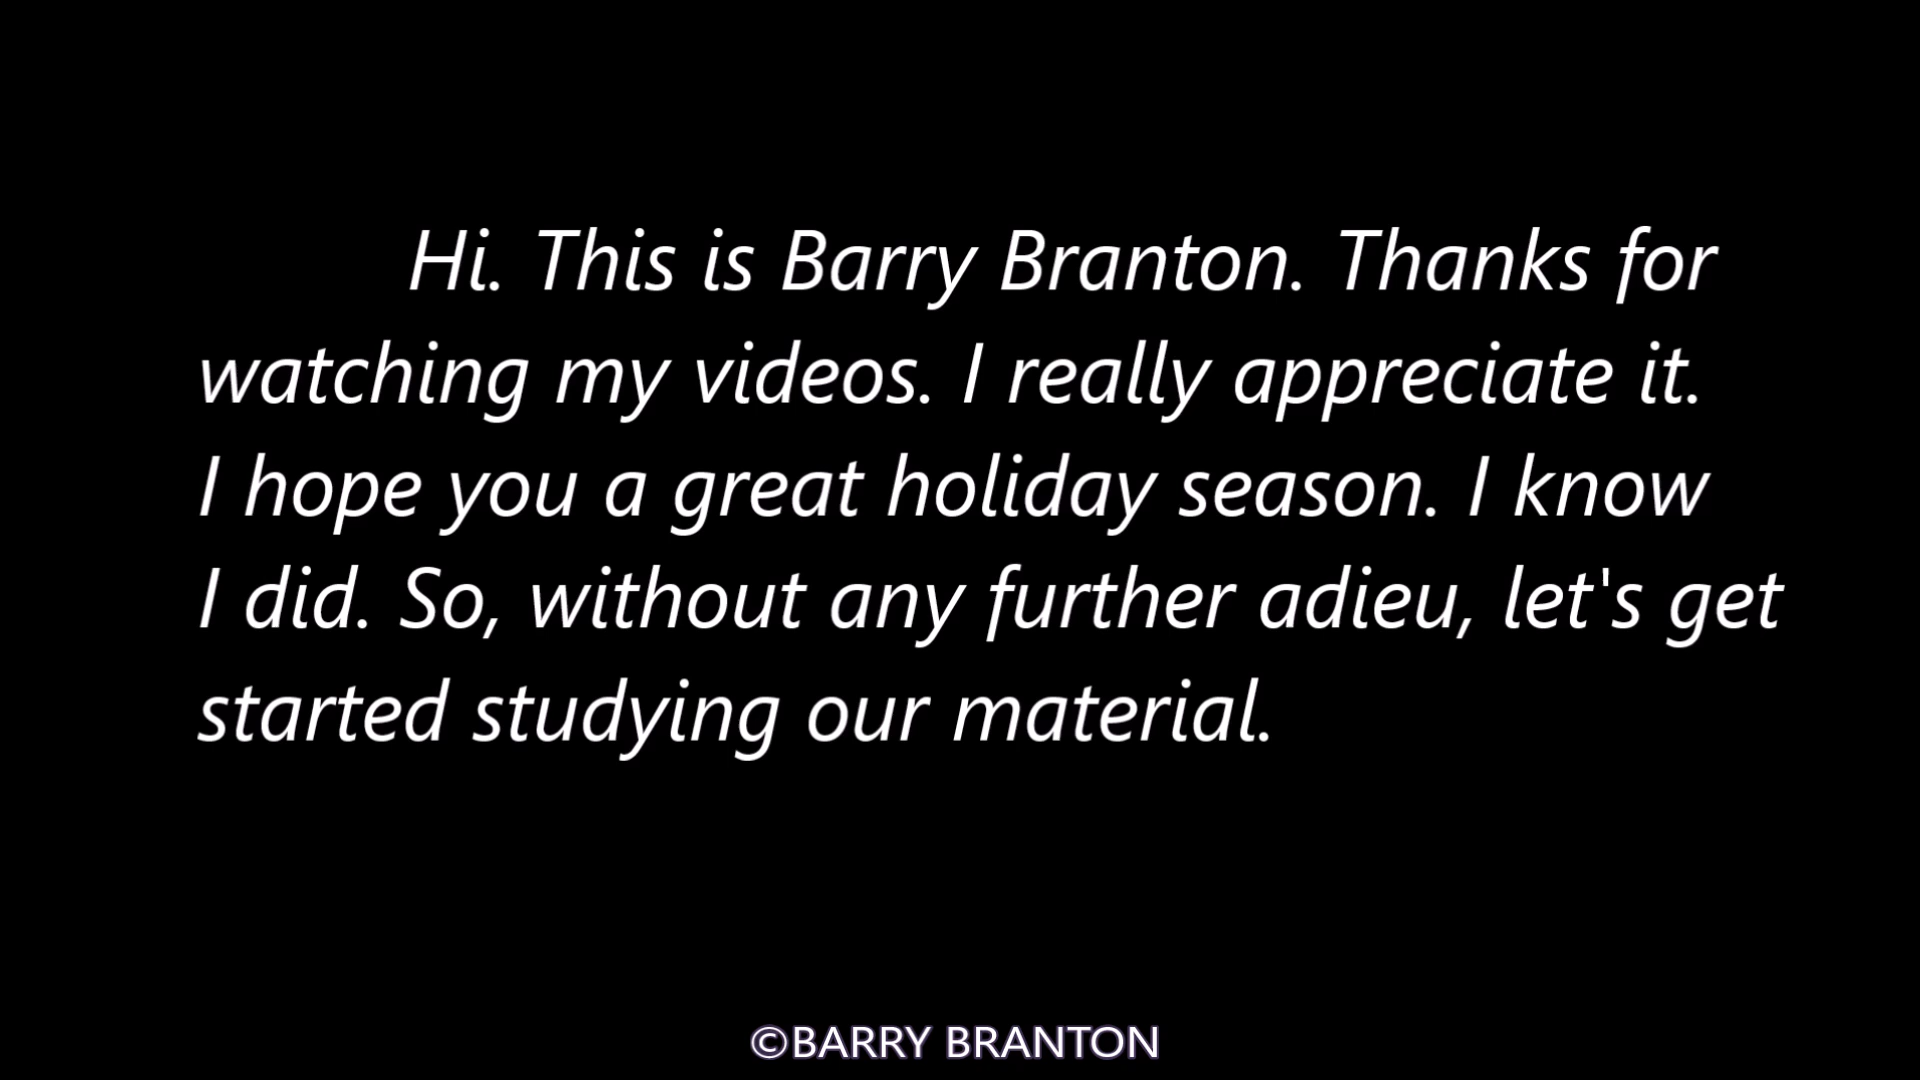 Hi. This is Barry Branton. Thanks for
watching my videos. I really appreciate it.
I hope you a great holiday season. I know
I did. So, without any further adieu, let's get
started studying our material.
©BARRY BRANTON